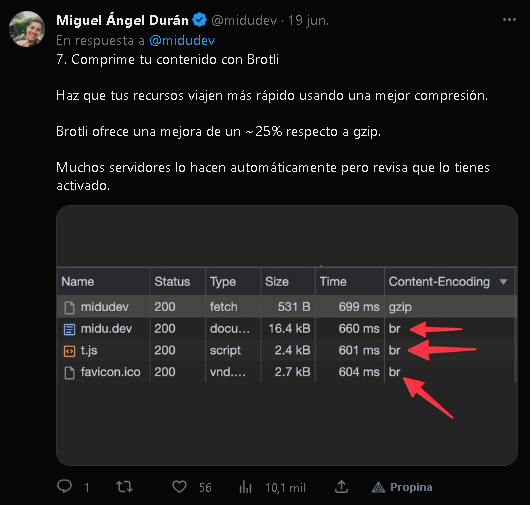 Miguel Ángel Durán @midudev · 19 jun.
En respuesta a @midudev
7. Comprime tu contenido con Brotli
Haz que tus recursos viajen más rápido usando una mejor compresión.
Brotli ofrece una mejora de un ~25% respecto a gzip.
Muchos servidores lo hacen automáticamente pero revisa que lo tienes
activado.
Name Status Type Size Time Content-Encoding
midudev 200 fetch 531 B 699 ms gzip
midu.dev 200 docu... 16.4 kB 660 ms br
t.js 200 script 2.4 kB 601 ms br
favicon.ico 200 vnd.... 2.7 kB 604 ms br
1 56 10,1 mil Propina